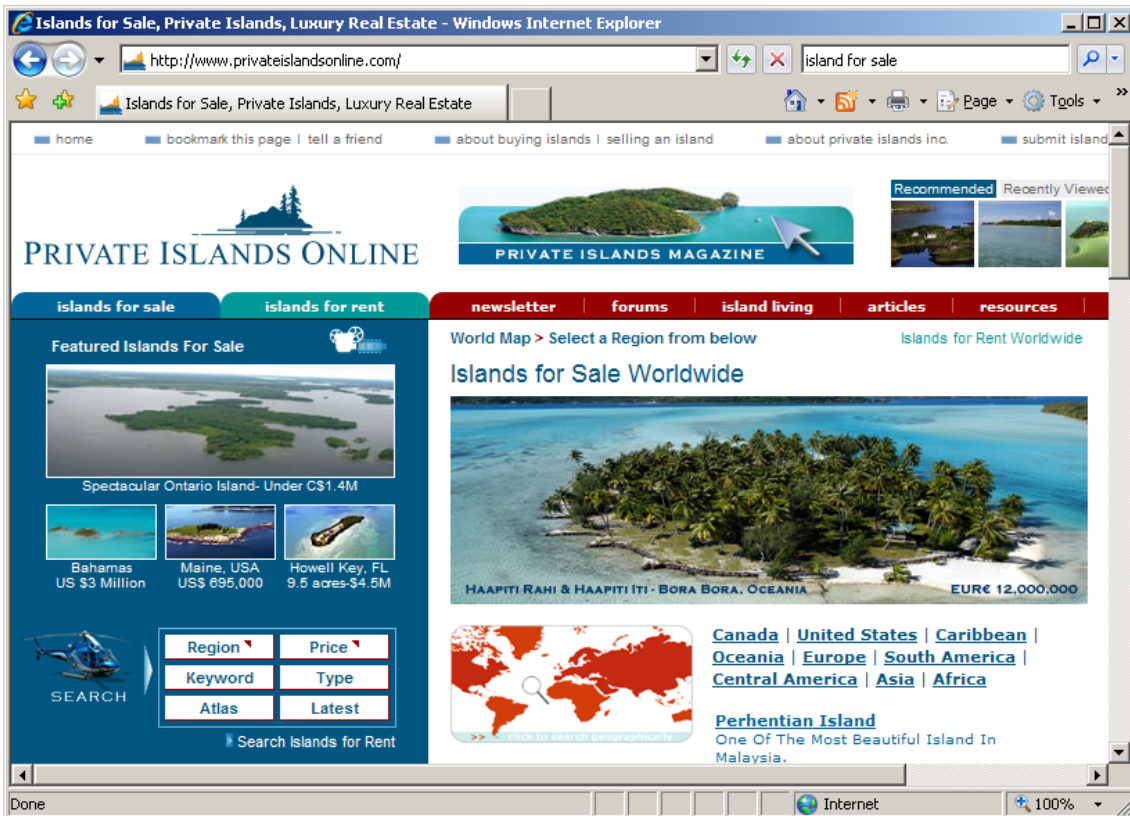 Islands for Sale, Private Islands, Luxury Real Estate - Windows Internet Explorer
http://www.privateislandsonline.com/
island for sale
Islands for Sale, Private Islands, Luxury Real Estate
Page
Tools
»
home
bookmark this page | tell a friend
about buying islands | selling an island
about private islands inc.
submit island
PRIVATE ISLANDS ONLINE
PRIVATE ISLANDS MAGAZINE
Recommended Recently Viewed
islands for sale
islands for rent
newsletter | forums | island living | articles | resources |
Featured Islands For Sale
Spectacular Ontario Island- Under C$1.4M
Bahamas
US $3 Million
Maine, USA
US$ 695,000
Howell Key, FL
9.5 acres-$4.5M
SEARCH
Region Price
Keyword Type
Atlas Latest
Search Islands for Rent
World Map > Select a Region from below
Islands for Rent Worldwide
Islands for Sale Worldwide
HAAPITI RAHI & HAAPITI ITI - BORA BORA, OCEANIA EUR€ 12,000,000
>> click to search geographically
Canada | United States | Caribbean |
Oceania | Europe | South America |
Central America | Asia | Africa
Perhentian Island
One Of The Most Beautiful Island In
Malaysia.
Done
Internet
100%